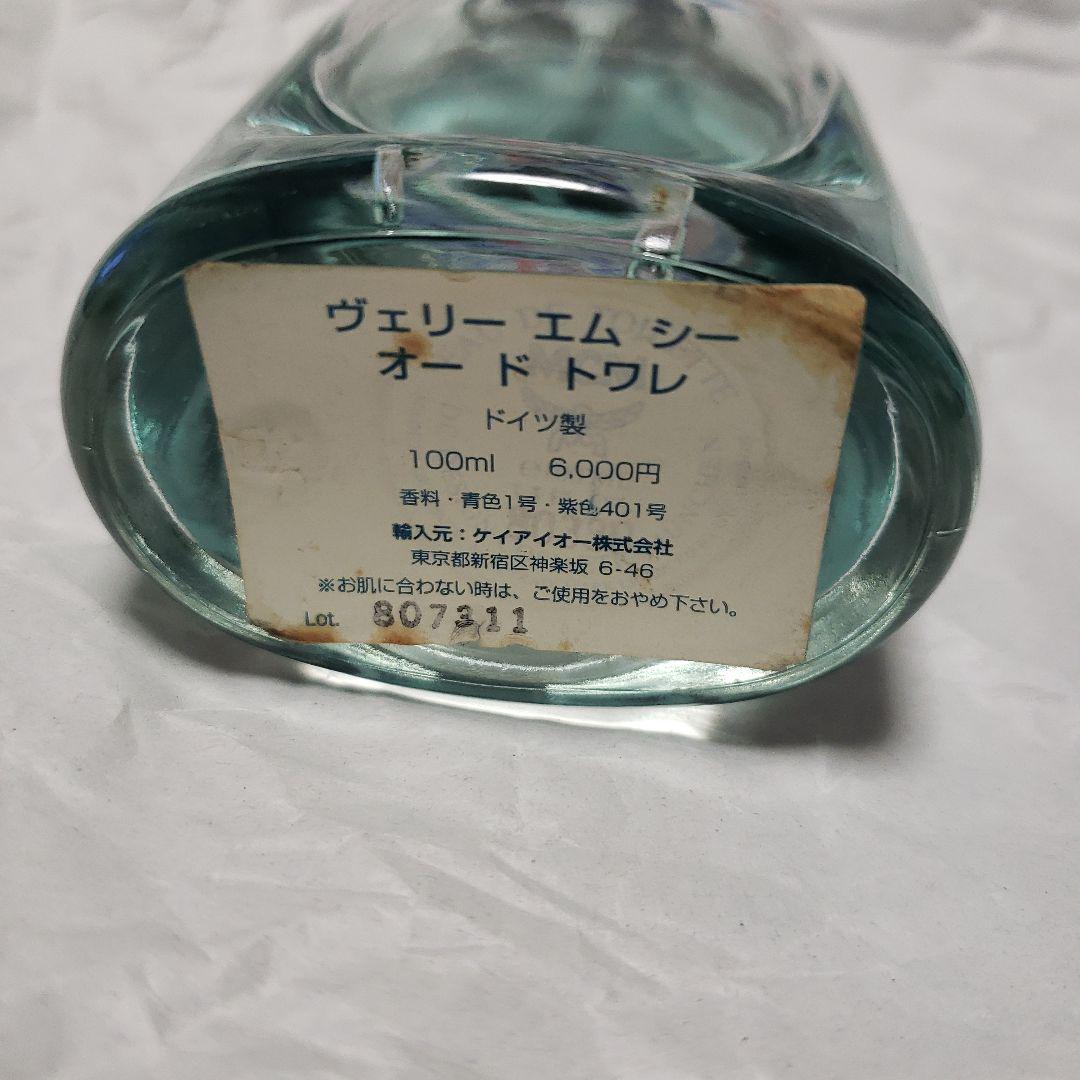 ヴェリー エム シー
オー ド トワレ
ドイツ製
100ml 6,000円
香料・青色1号・紫色401号
輸入元：ケイアイオー株式会社
東京都新宿区神楽坂 6-46
※お肌に合わない時は、ご使用をおやめ下さい。
Lot. 807311